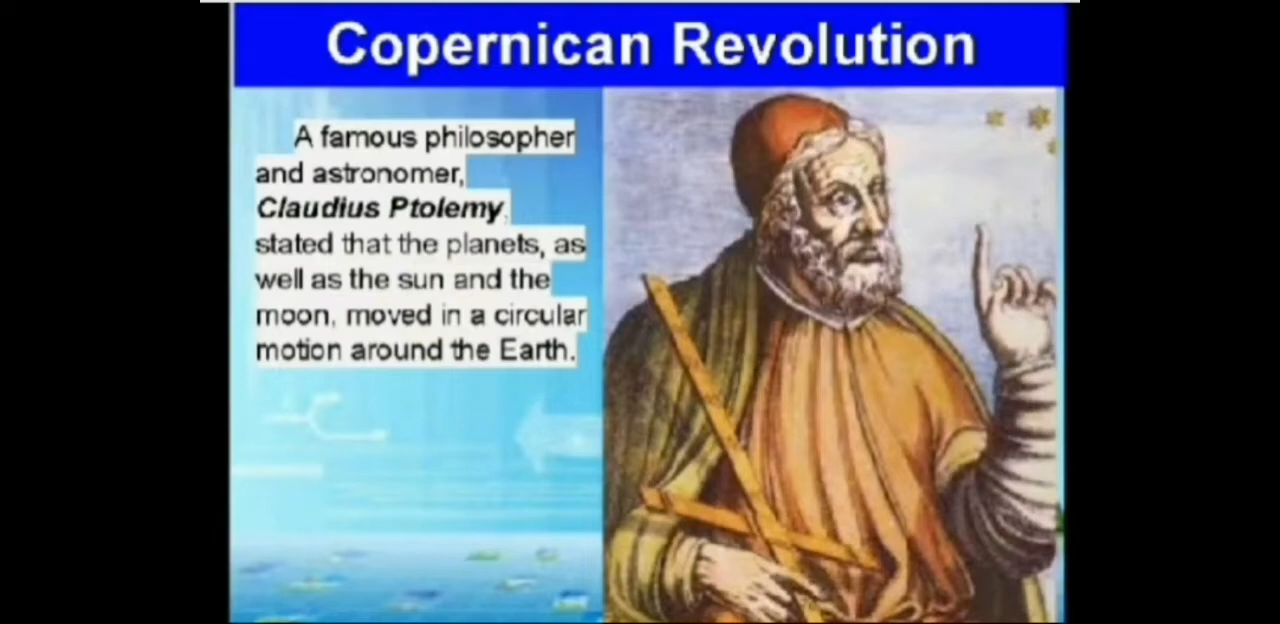 Copernican Revolution
A famous philosopher
and astronomer,
Claudius Ptolemy,
stated that the planets, as
well as the sun and the
moon, moved in a circular
motion around the Earth.